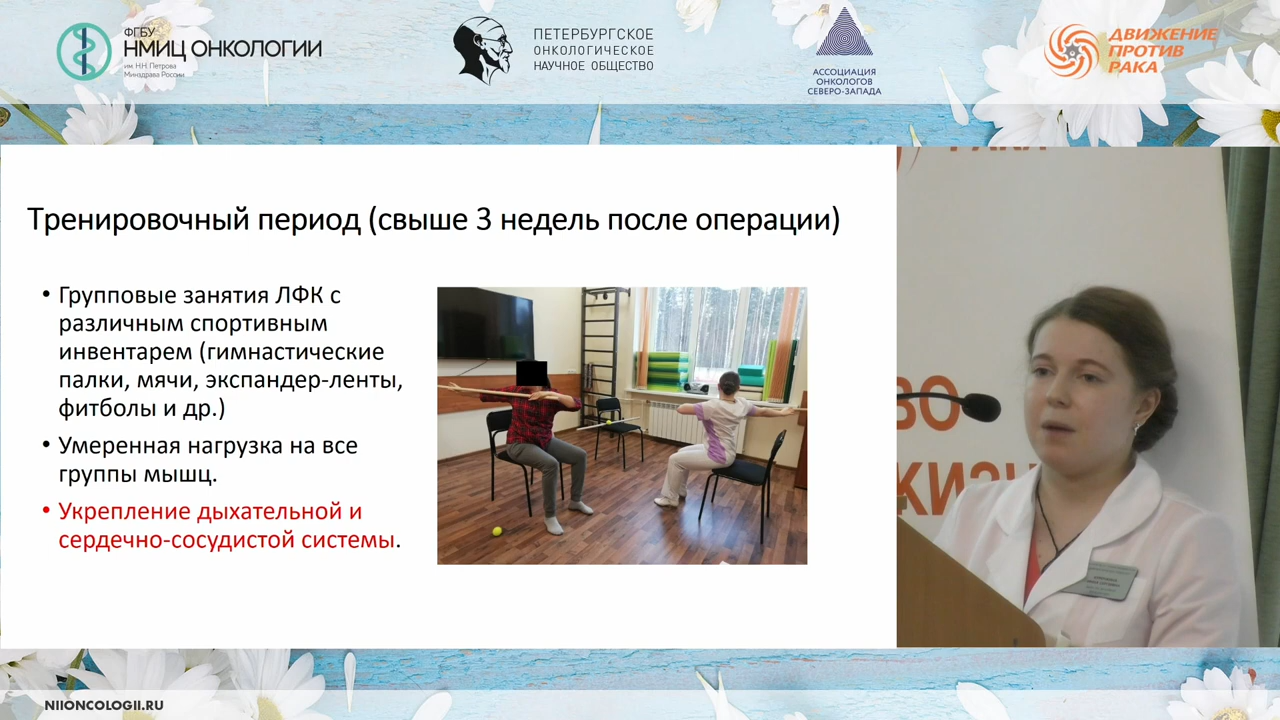 ФГБУ
НМИЦ ОНКОЛОГИИ
им. Н.Н. Петрова
Минздрава России
ПЕТЕРБУРГСКОЕ
ОНКОЛОГИЧЕСКОЕ
НАУЧНОЕ ОБЩЕСТВО
АССОЦИАЦИЯ
ОНКОЛОГОВ
СЕВЕРО-ЗАПАДА
ДВИЖЕНИЕ
ПРОТИВ
РАКА
Тренировочный период (свыше 3 недель после операции)
• Групповые занятия ЛФК с
различным спортивным
инвентарем (гимнастические
палки, мячи, экспандер-ленты,
фитболы и др.)
• Умеренная нагрузка на все
группы мышц.
• Укрепление дыхательной и
сердечно-сосудистой системы.
NIIONCOLOGII.RU